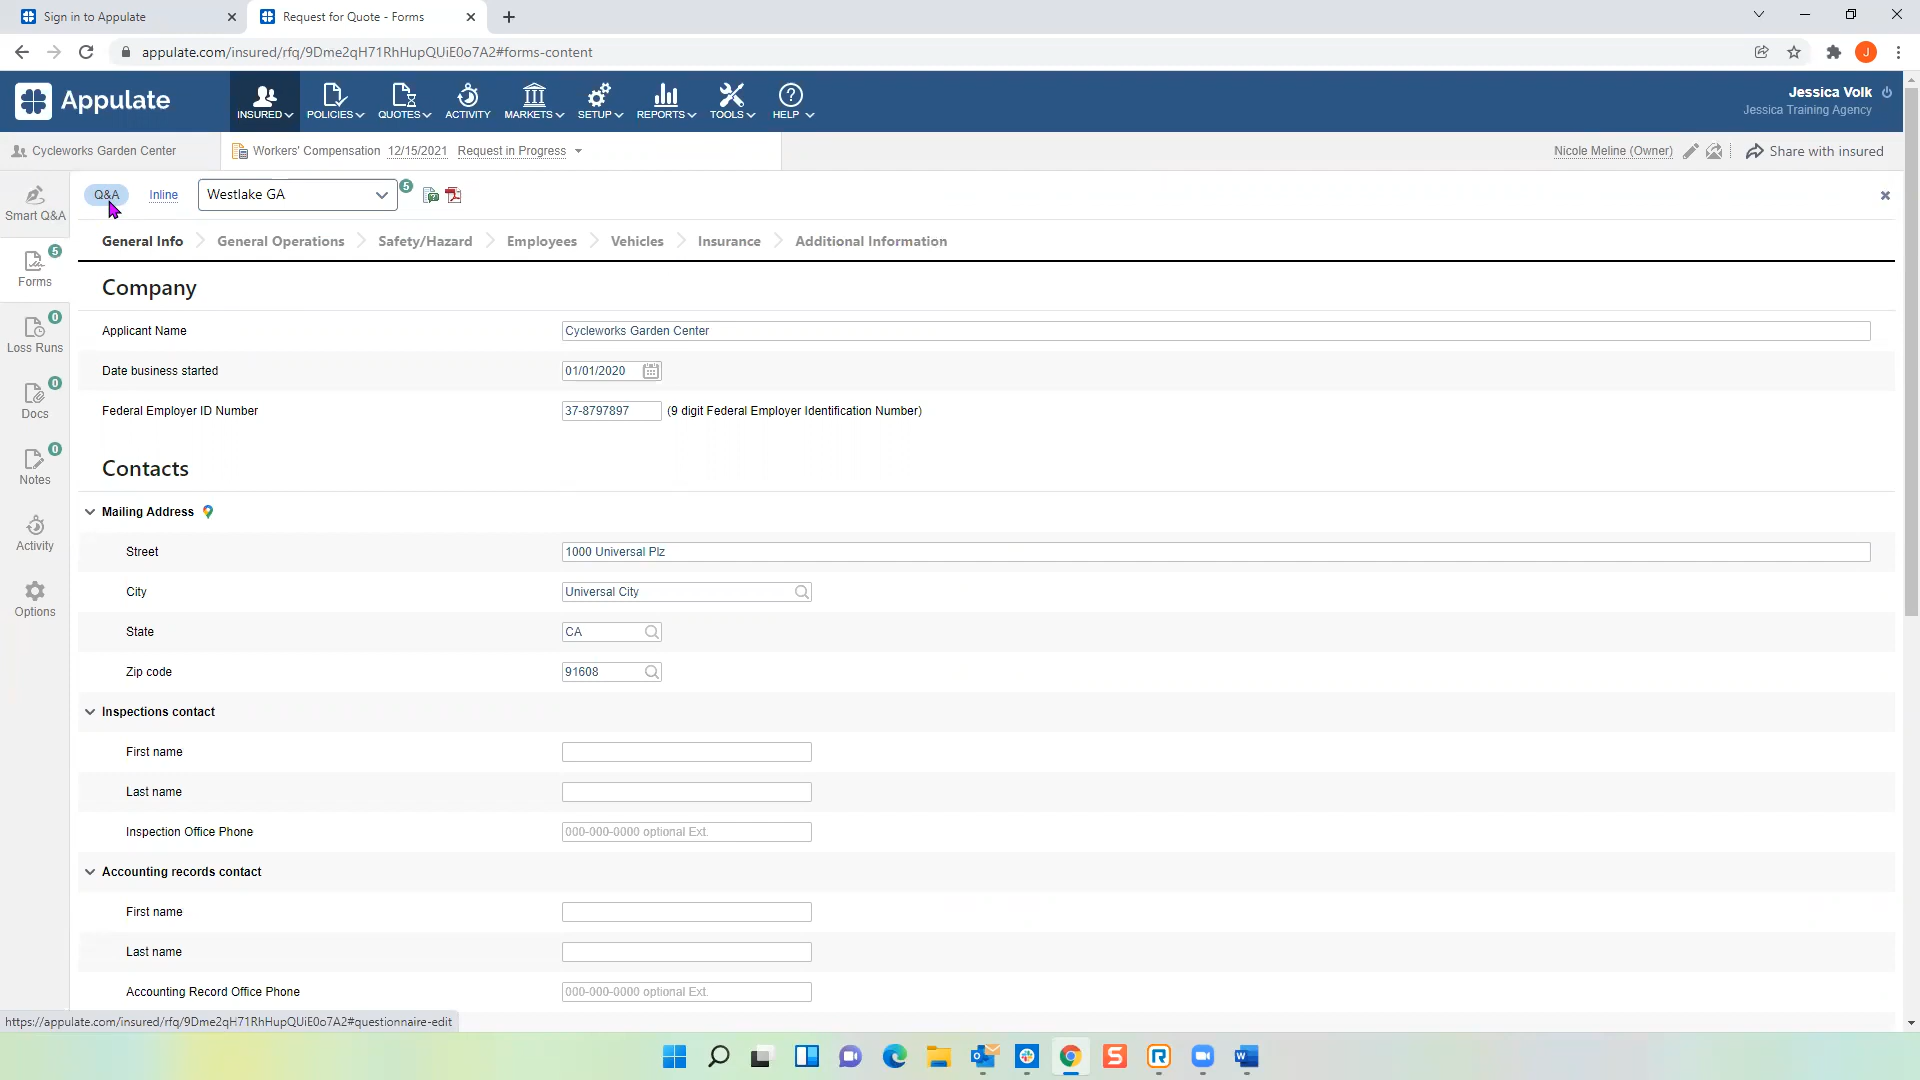 Sign in to Appulate
Request for Quote - Forms
appulate.com/insured/rfq/9Dme2qH71RhHupQUiE0o7A2#forms-content
J
Appulate
INSURED
POLICIES
QUOTES
ACTIVITY
MARKETS
SETUP
REPORTS
TOOLS
HELP
Jessica Volk
Jessica Training Agency
Cycleworks Garden Center
Workers' Compensation 12/15/2021 Request in Progress
Nicole Meline (Owner)
Share with insured
Smart Q&A
Q&A
Inline
Westlake GA
5
General Info
General Operations
Safety/Hazard
Employees
Vehicles
Insurance
Additional Information
5
Forms
0
Loss Runs
0
Docs
0
Notes
Activity
Options
Company
Applicant Name
Cycleworks Garden Center
Date business started
01/01/2020
Federal Employer ID Number
37-8797897
(9 digit Federal Employer Identification Number)
Contacts
Mailing Address
Street
1000 Universal Plz
City
Universal City
State
CA
Zip code
91608
Inspections contact
First name
Last name
Inspection Office Phone
000-000-0000 optional Ext.
Accounting records contact
First name
Last name
Accounting Record Office Phone
000-000-0000 optional Ext.
https://appulate.com/insured/rfq/9Dme2qH71RhHupQUiE0o7A2#questionnaire-edit